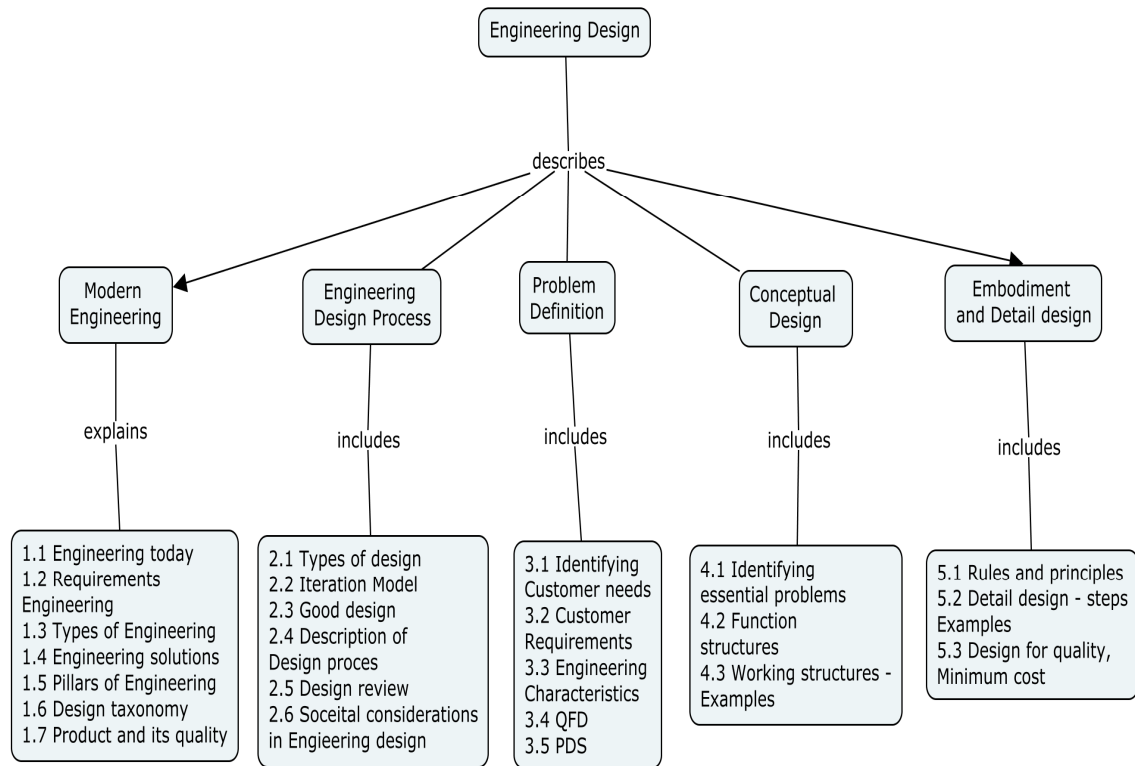 Engineering Design
describes
Modern
Engineering
Engineering
Design Process
Problem
Definition
Conceptual
Design
Embodiment
and Detail design
explains
includes
includes
includes
includes
1.1 Engineering today
1.2 Requirements
Engineering
1.3 Types of Engineering
1.4 Engineering solutions
1.5 Pillars of Engineering
1.6 Design taxonomy
1.7 Product and its quality
2.1 Types of design
2.2 Iteration Model
2.3 Good design
2.4 Description of
Design proces
2.5 Design review
2.6 Soceital considerations
in Engieering design
3.1 Identifying
Customer needs
3.2 Customer
Requirements
3.3 Engineering
Characteristics
3.4 QFD
3.5 PDS
4.1 Identifying
essential problems
4.2 Function
structures
4.3 Working structures -
Examples
5.1 Rules and principles
5.2 Detail design - steps
Examples
5.3 Design for quality,
Minimum cost